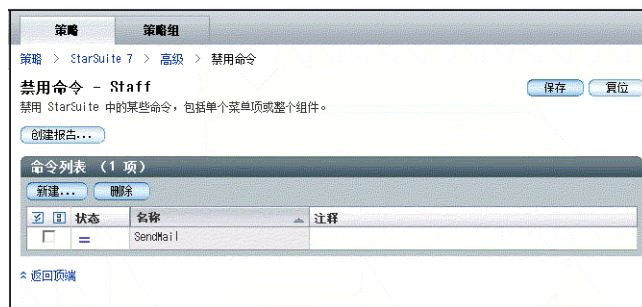 策略 策略组
策略 > StarSuite 7 > 高级 > 禁用命令
禁用命令 - Staff
保存 复位
禁用 StarSuite 中的某些命令，包括单个菜单项或整个组件。
创建报告...
命令列表 （1 项）
新建... 删除
状态 名称 注释
SendMail
返回顶端